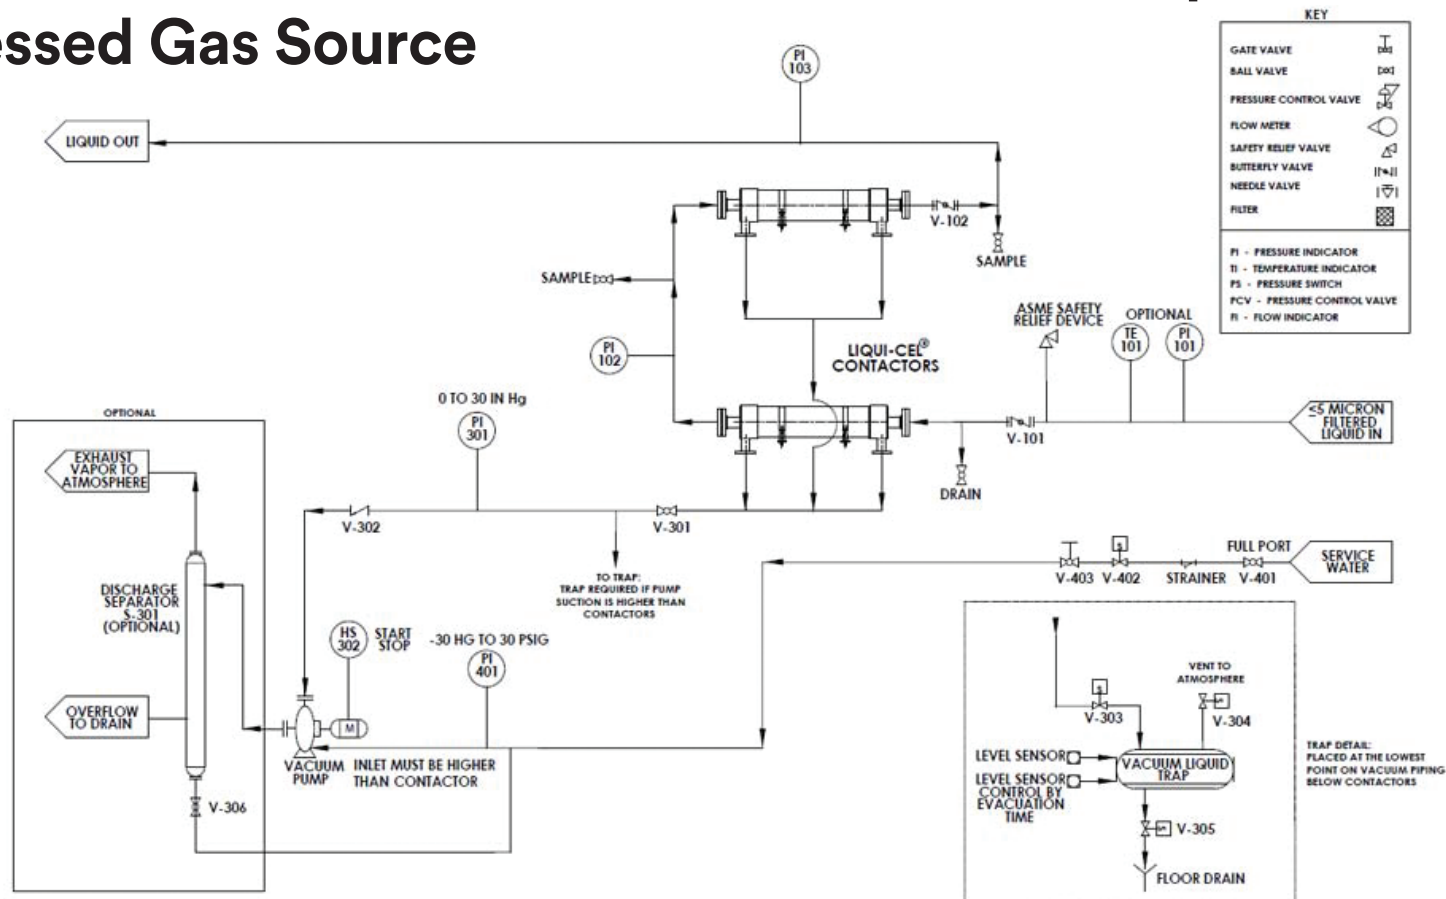 essed Gas Source
KEY
GATE VALVE
BALL VALVE
PRESSURE CONTROL VALVE
FLOW METER
SAFETY RELIEF VALVE
BUTTERFLY VALVE
NEEDLE VALVE
FILTER
PI - PRESSURE INDICATOR
TI - TEMPERATURE INDICATOR
PS - PRESSURE SWITCH
PCV - PRESSURE CONTROL VALVE
FI - FLOW INDICATOR
PI
103
LIQUID OUT
V-102
SAMPLE
SAMPLE
ASME SAFETY
RELIEF DEVICE
OPTIONAL
TE
101
PI
101
PI
102
LIQUI-CEL®
CONTACTORS
≤5 MICRON
FILTERED
LIQUID IN
V-101
DRAIN
0 TO 30 IN Hg
PI
301
OPTIONAL
EXHAUST
VAPOR TO
ATMOSPHERE
V-302
V-301
TO TRAP:
TRAP REQUIRED IF PUMP
SUCTION IS HIGHER THAN
CONTACTORS
FULL PORT
SERVICE
WATER
S
V-403
V-402
STRAINER
V-401
DISCHARGE
SEPARATOR
S-301
(OPTIONAL)
HS
302
START
STOP
-30 HG TO 30 PSIG
PI
401
OVERFLOW
TO DRAIN
M
VACUUM
PUMP
INLET MUST BE HIGHER
THAN CONTACTOR
V-306
S
V-303
VENT TO
ATMOSPHERE
S
V-304
LEVEL SENSOR
LEVEL SENSOR
CONTROL BY
EVACUATION
TIME
VACUUM LIQUID
TRAP
S
V-305
FLOOR DRAIN
TRAP DETAIL:
PLACED AT THE LOWEST
POINT ON VACUUM PIPING
BELOW CONTACTORS